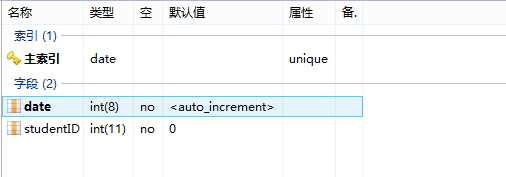 名称 类型 空 默认值 属性 备.
索引 (1)
主索引 date unique
字段 (2)
date int(8) no <auto_increment>
studentID int(11) no 0